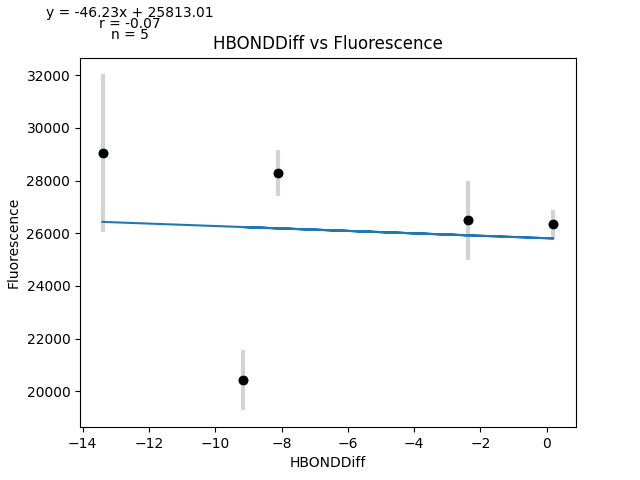 y = -46.23x + 25813.01
r = -0.07
n = 5
HBONDDiff vs Fluorescence
32000
30000
28000
26000
24000
22000
20000
Fluorescence
−14 −12 −10 −8 −6 −4 −2 0
HBONDDiff